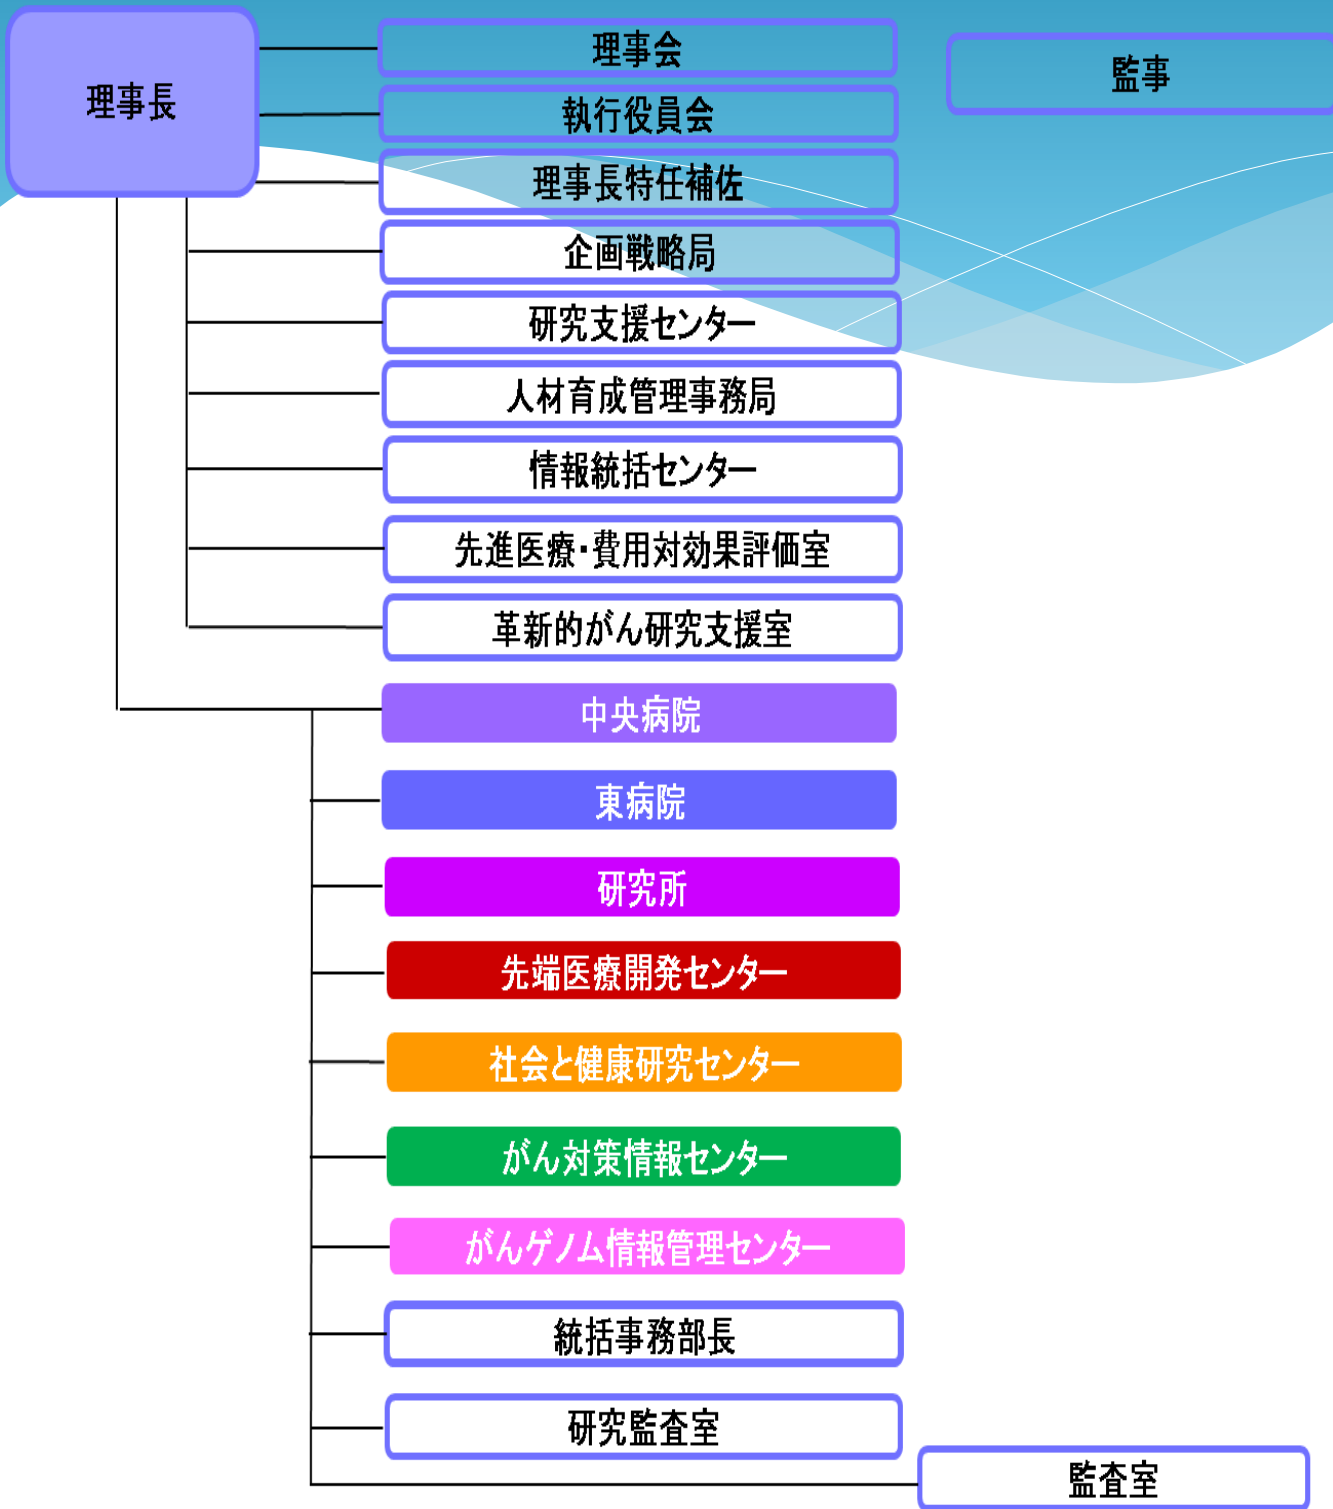 理事長
理事会
監事
執行役員会
理事長特任補佐
企画戦略局
研究支援センター
人材育成管理事務局
情報統括センター
先進医療・費用対効果評価室
革新的がん研究支援室
中央病院
東病院
研究所
先端医療開発センター
社会と健康研究センター
がん対策情報センター
がんゲノム情報管理センター
統括事務部長
研究監査室
監査室